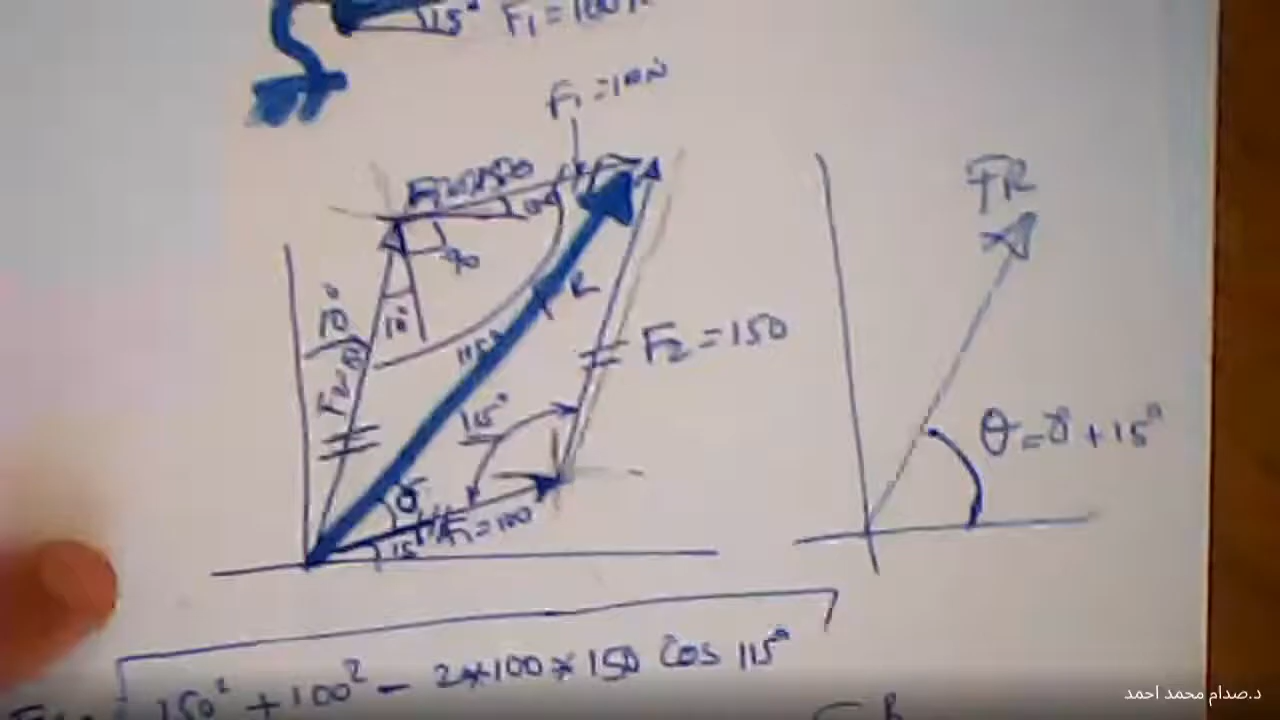 15° F1 = 100
F1 = 100N
10°
90
10°
R
F2 = 150
115°
γ
15° F1 = 100
FR
θ = γ + 15°
150² + 100² - 2*100*150 Cos 115°
د.صدام محمد احمد